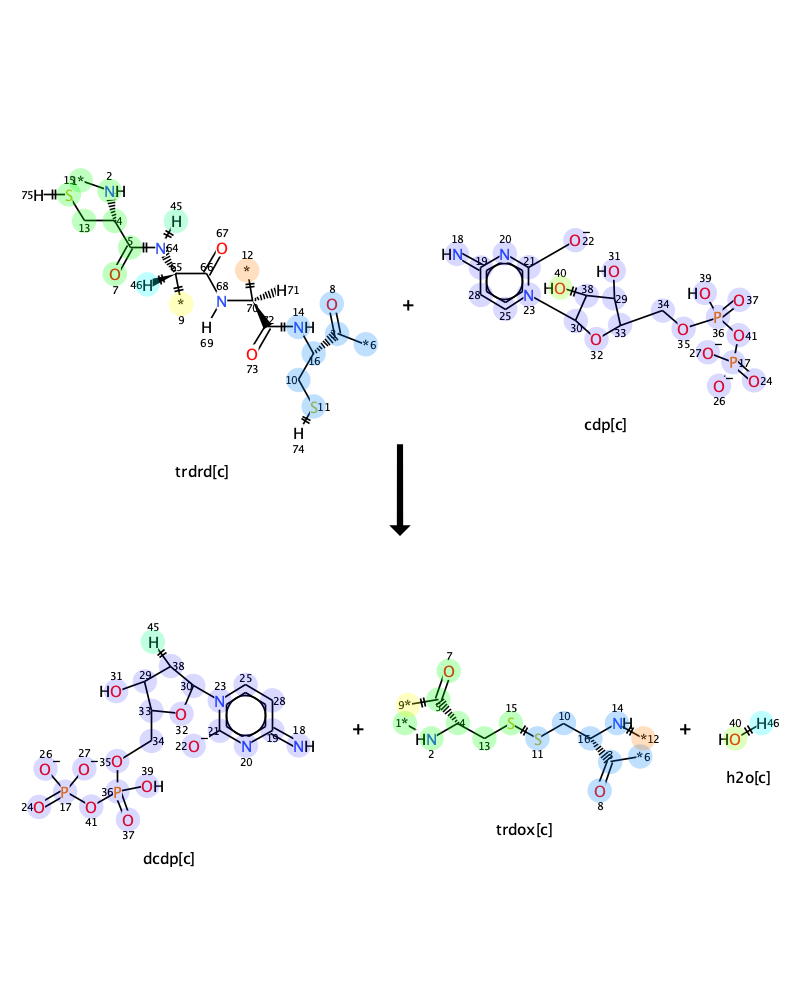 15 1* 2 NH
75 H S
13 4
5 7 O
45 H
N 64
46 H 65
* 9
66 67 O
68 N
H 69
12 *
70 H 71
72 O 73
14 NH
8 O
7 *6
16
10
S 11
H 74
trdrd[c]
+
18 HN 19
20 N
21 O − 22
28 25
N 23
31 HO
40 HO 38
29
30 O 32 33
34
O 35
39 HO
P 36
O 37
O 41
27 O −
P 17
O 24
O − 26
cdp[c]
45 H
38
31 HO 29
30
33 O 32
34
23 N 25
28
21 22 O −
N 20
19 18 NH
35 O
26 O −
27 O −
24 O P 17
O 41
36 P
39 OH
O 37
dcdp[c]
+
7 O
9* 5
1* 4
HN 2
13
15 S
S 11
10
16
14 NH
*12
7 *6
O 8
trdox[c]
+
40 HO H 46
h2o[c]